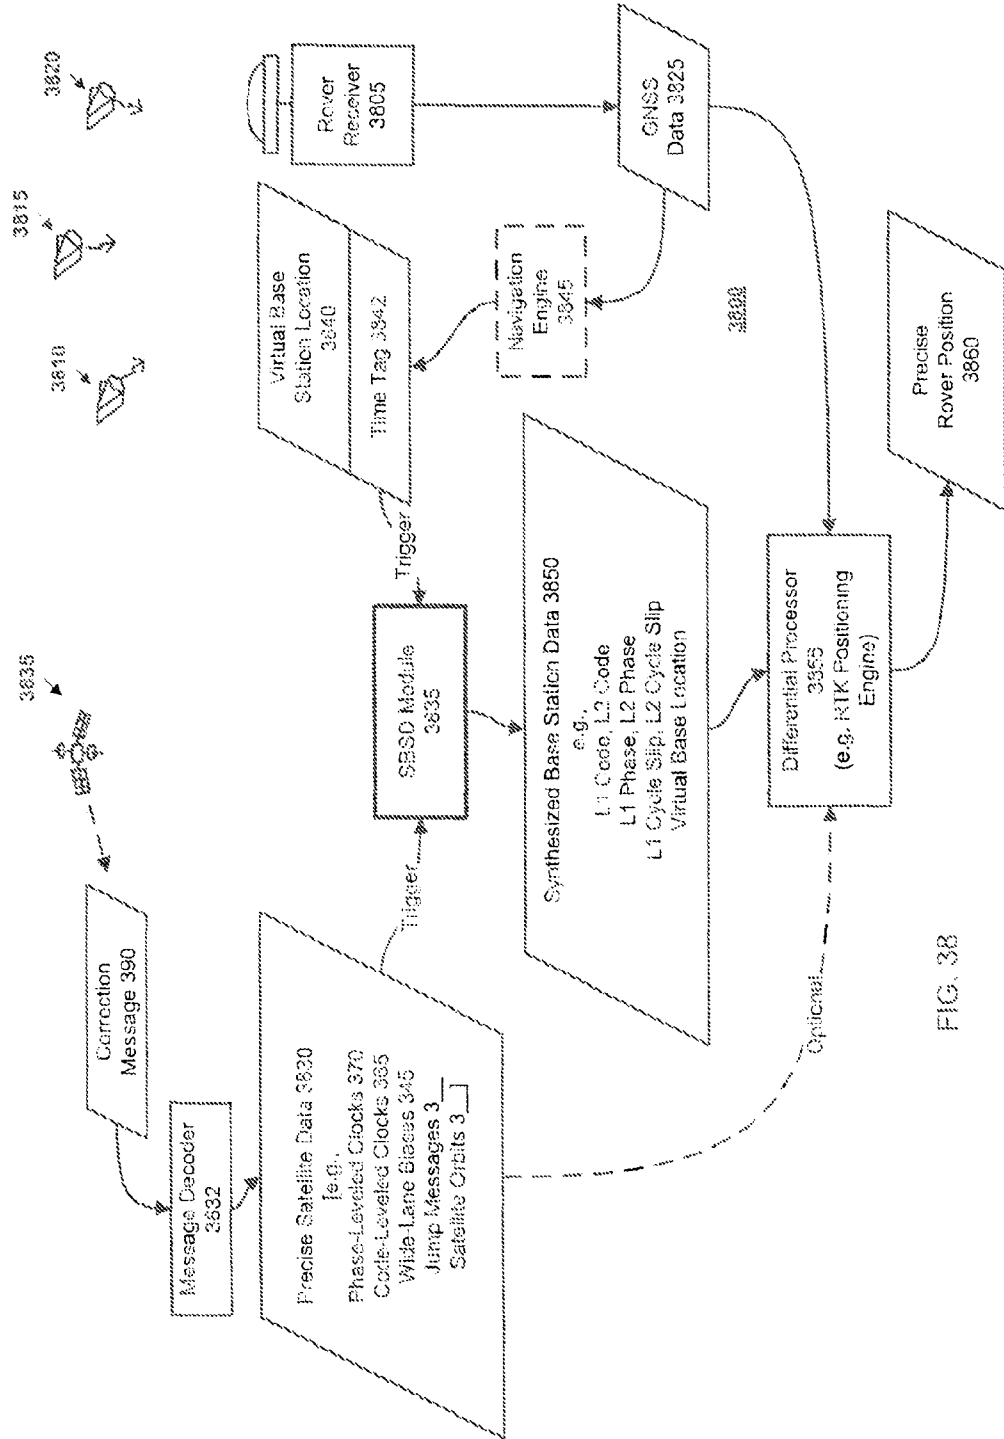 3820
3815
3810
3835
Correction
Message 390
Message Decoder
3832
Precise Satellite Data 3830
[e.g.,
Phase-Leveled Clocks 370
Code-Leveled Clocks 365
Wide-Lane Biases 345
Jump Messages 3__
Satellite Orbits 3__]
Trigger
SBSD Module
3835
Trigger
Virtual Base
Station Location
3840
Time Tag 3842
Rover
Receiver
3805
GNSS
Data 3825
Navigation
Engine
3845
3800
Synthesized Base Station Data 3850
e.g.,
L1 Code, L2 Code
L1 Phase, L2 Phase
L1 Cycle Slip, L2 Cycle Slip
Virtual Base Location
Optional
Differential Processor
3855
(e.g. RTK Positioning
Engine)
Precise
Rover Position
3860
FIG. 38